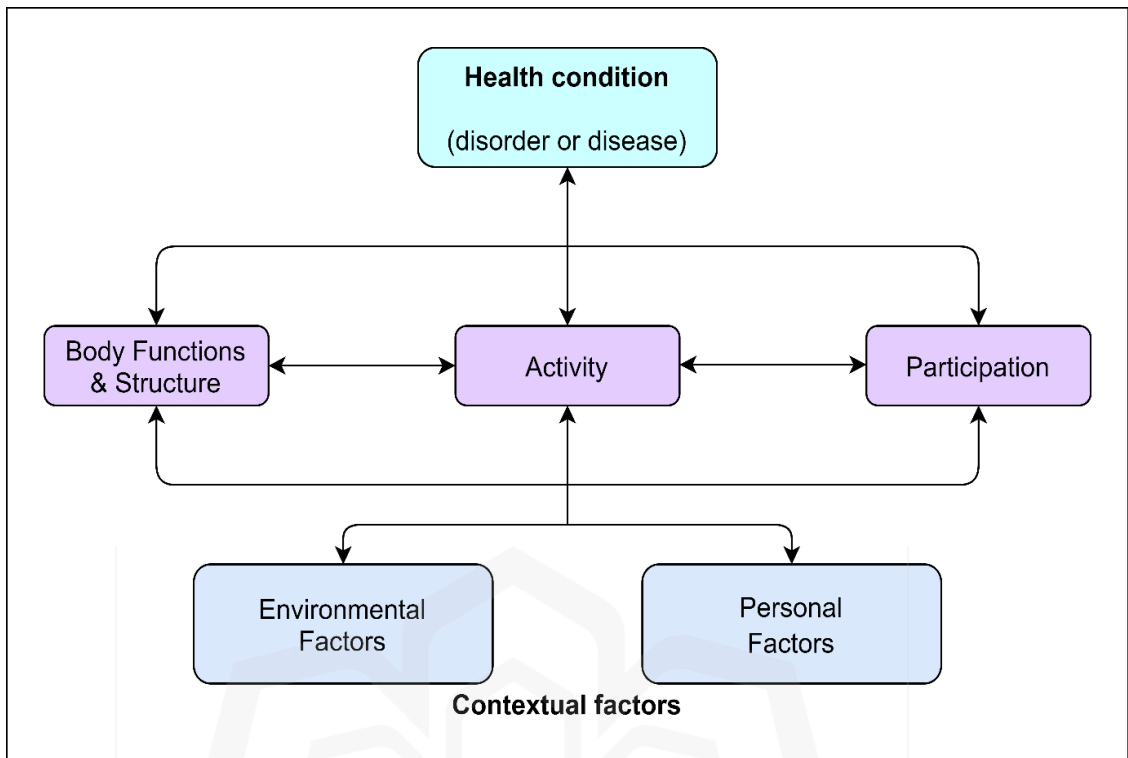 Health condition
(disorder or disease)
Body Functions
& Structure
Activity
Participation
Environmental
Factors
Personal
Factors
Contextual factors